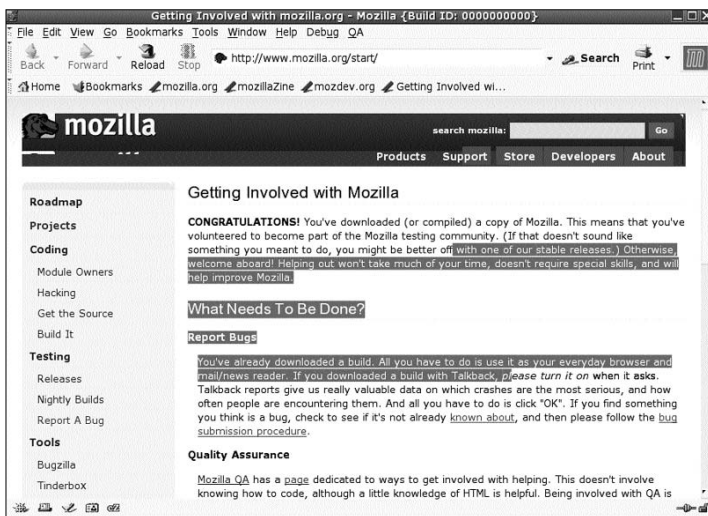 Getting Involved with mozilla.org - Mozilla {Build ID: 0000000000}
File Edit View Go Bookmarks Tools Window Help Debug QA
Back Forward Reload Stop http://www.mozilla.org/start/ Search Print
Home Bookmarks mozilla.org mozillaZine mozdev.org Getting Involved wi...
mozilla
search mozilla: Go
Products Support Store Developers About
Roadmap
Projects
Coding
Module Owners
Hacking
Get the Source
Build It
Testing
Releases
Nightly Builds
Report A Bug
Tools
Bugzilla
Tinderbox
Getting Involved with Mozilla
CONGRATULATIONS! You've downloaded (or compiled) a copy of Mozilla. This means that you've
volunteered to become part of the Mozilla testing community. (If that doesn't sound like
something you meant to do, you might be better off with one of our stable releases.) Otherwise,
welcome aboard! Helping out won't take much of your time, doesn't require special skills, and will
help improve Mozilla.
What Needs To Be Done?
Report Bugs
You've already downloaded a build. All you have to do is use it as your everyday browser and
mail/news reader. If you downloaded a build with Talkback, please turn it on when it asks.
Talkback reports give us really valuable data on which crashes are the most serious, and how
often people are encountering them. And all you have to do is click "OK". If you find something
you think is a bug, check to see if it's not already known about, and then please follow the bug
submission procedure.
Quality Assurance
Mozilla QA has a page dedicated to ways to get involved with helping. This doesn't involve
knowing how to code, although a little knowledge of HTML is helpful. Being involved with QA is